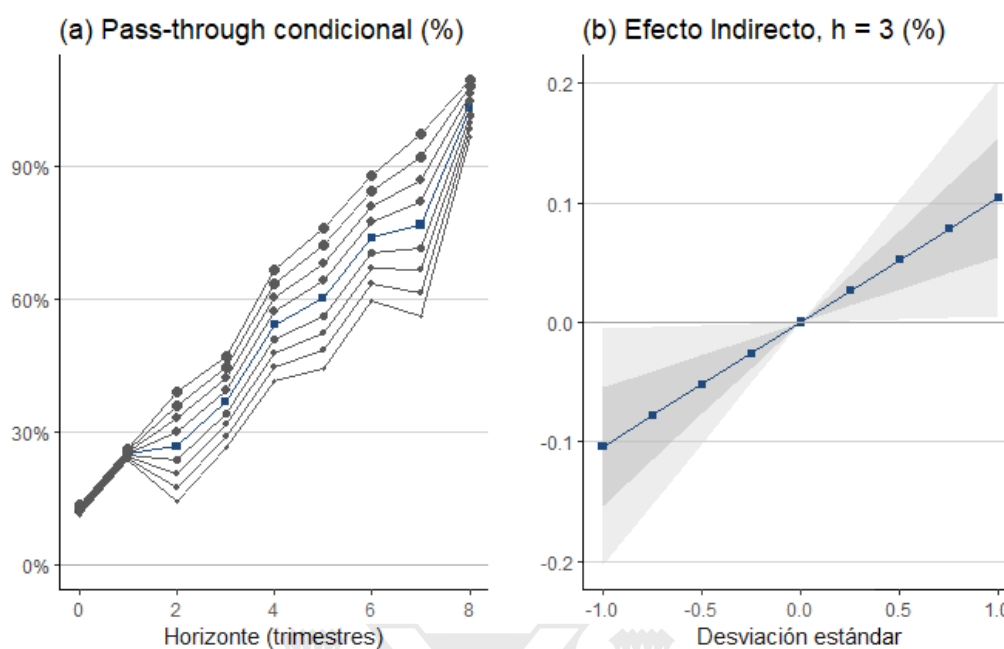 (a) Pass-through condicional (%)
90%
60%
30%
0%
0 2 4 6 8
Horizonte (trimestres)
(b) Efecto Indirecto, h = 3 (%)
0.2
0.1
0.0
-0.1
-0.2
-1.0 -0.5 0.0 0.5 1.0
Desviación estándar